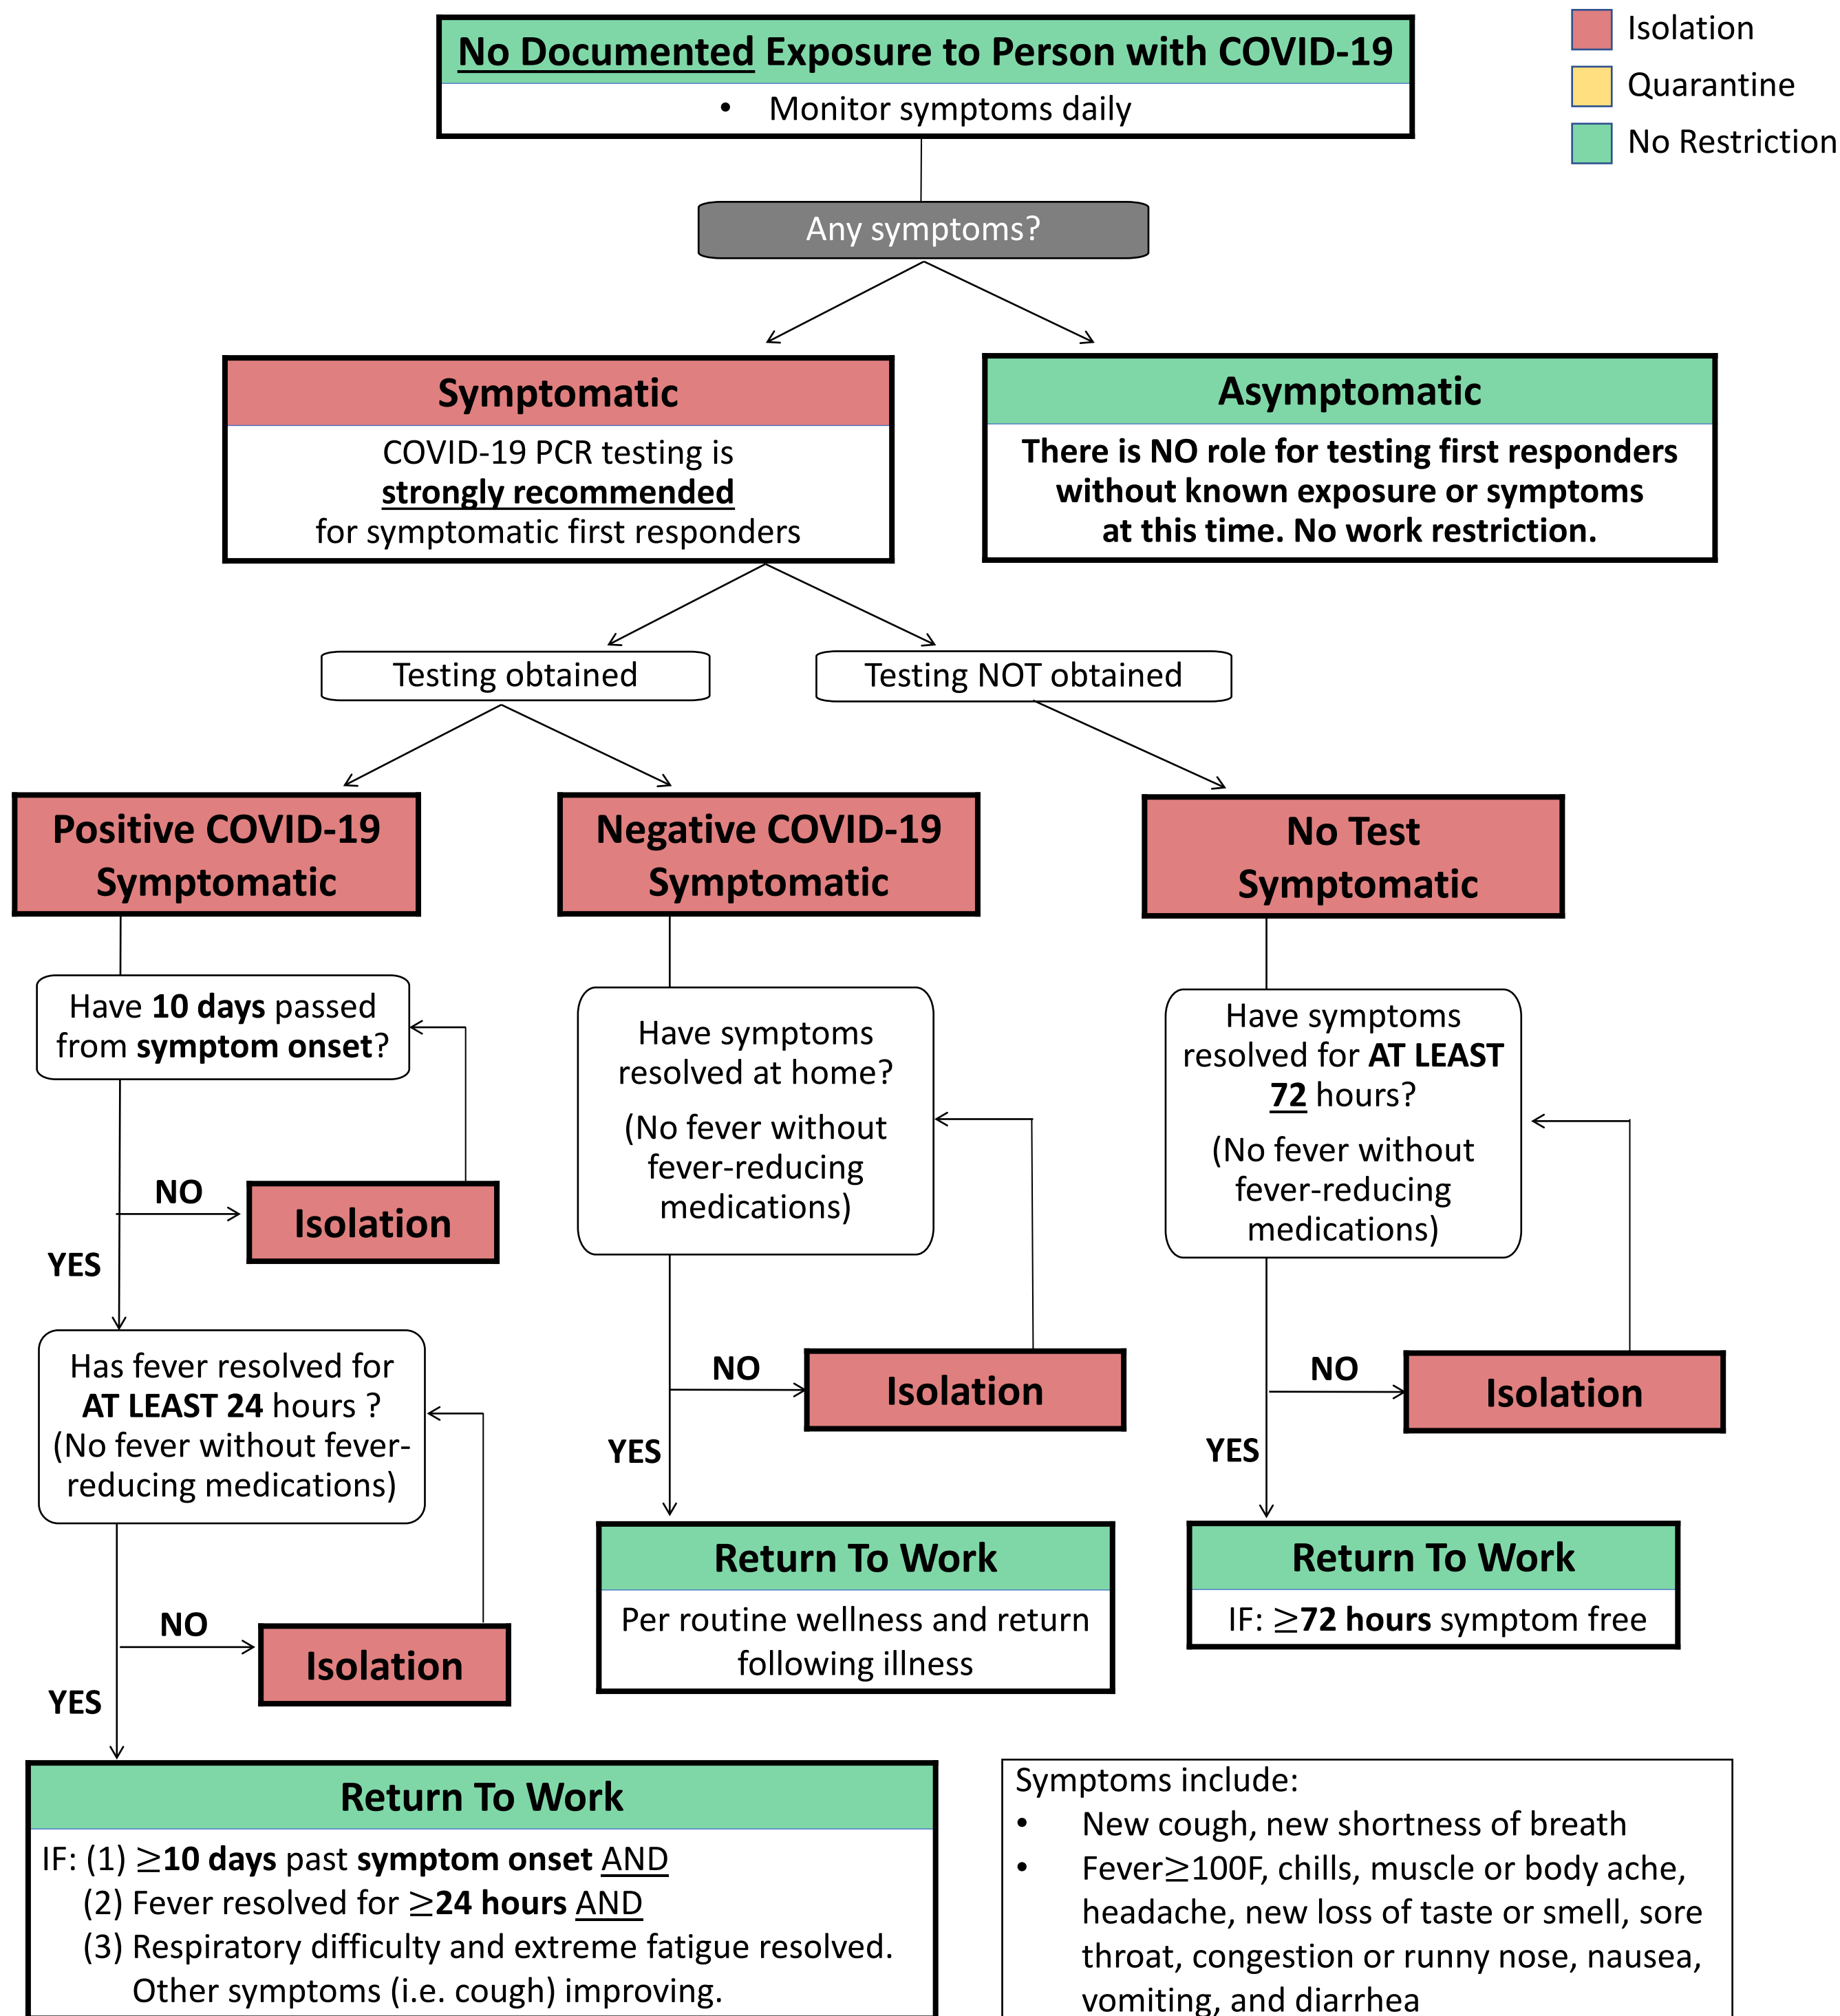 No Documented Exposure to Person with COVID-19
• Monitor symptoms daily
Isolation
Quarantine
No Restriction
Any symptoms?
Symptomatic
COVID-19 PCR testing is
strongly recommended
for symptomatic first responders
Asymptomatic
There is NO role for testing first responders
without known exposure or symptoms
at this time. No work restriction.
Testing obtained
Testing NOT obtained
Positive COVID-19
Symptomatic
Negative COVID-19
Symptomatic
No Test
Symptomatic
Have 10 days passed
from symptom onset?
NO
Isolation
YES
Has fever resolved for
AT LEAST 24 hours ?
(No fever without fever-
reducing medications)
NO
Isolation
YES
Return To Work
IF: (1) ≥10 days past symptom onset AND
(2) Fever resolved for ≥24 hours AND
(3) Respiratory difficulty and extreme fatigue resolved.
Other symptoms (i.e. cough) improving.
Have symptoms
resolved at home?
(No fever without
fever-reducing
medications)
NO
Isolation
YES
Return To Work
Per routine wellness and return
following illness
Have symptoms
resolved for AT LEAST
72 hours?
(No fever without
fever-reducing
medications)
NO
Isolation
YES
Return To Work
IF: ≥72 hours symptom free
Symptoms include:
• New cough, new shortness of breath
• Fever≥100F, chills, muscle or body ache,
headache, new loss of taste or smell, sore
throat, congestion or runny nose, nausea,
vomiting, and diarrhea